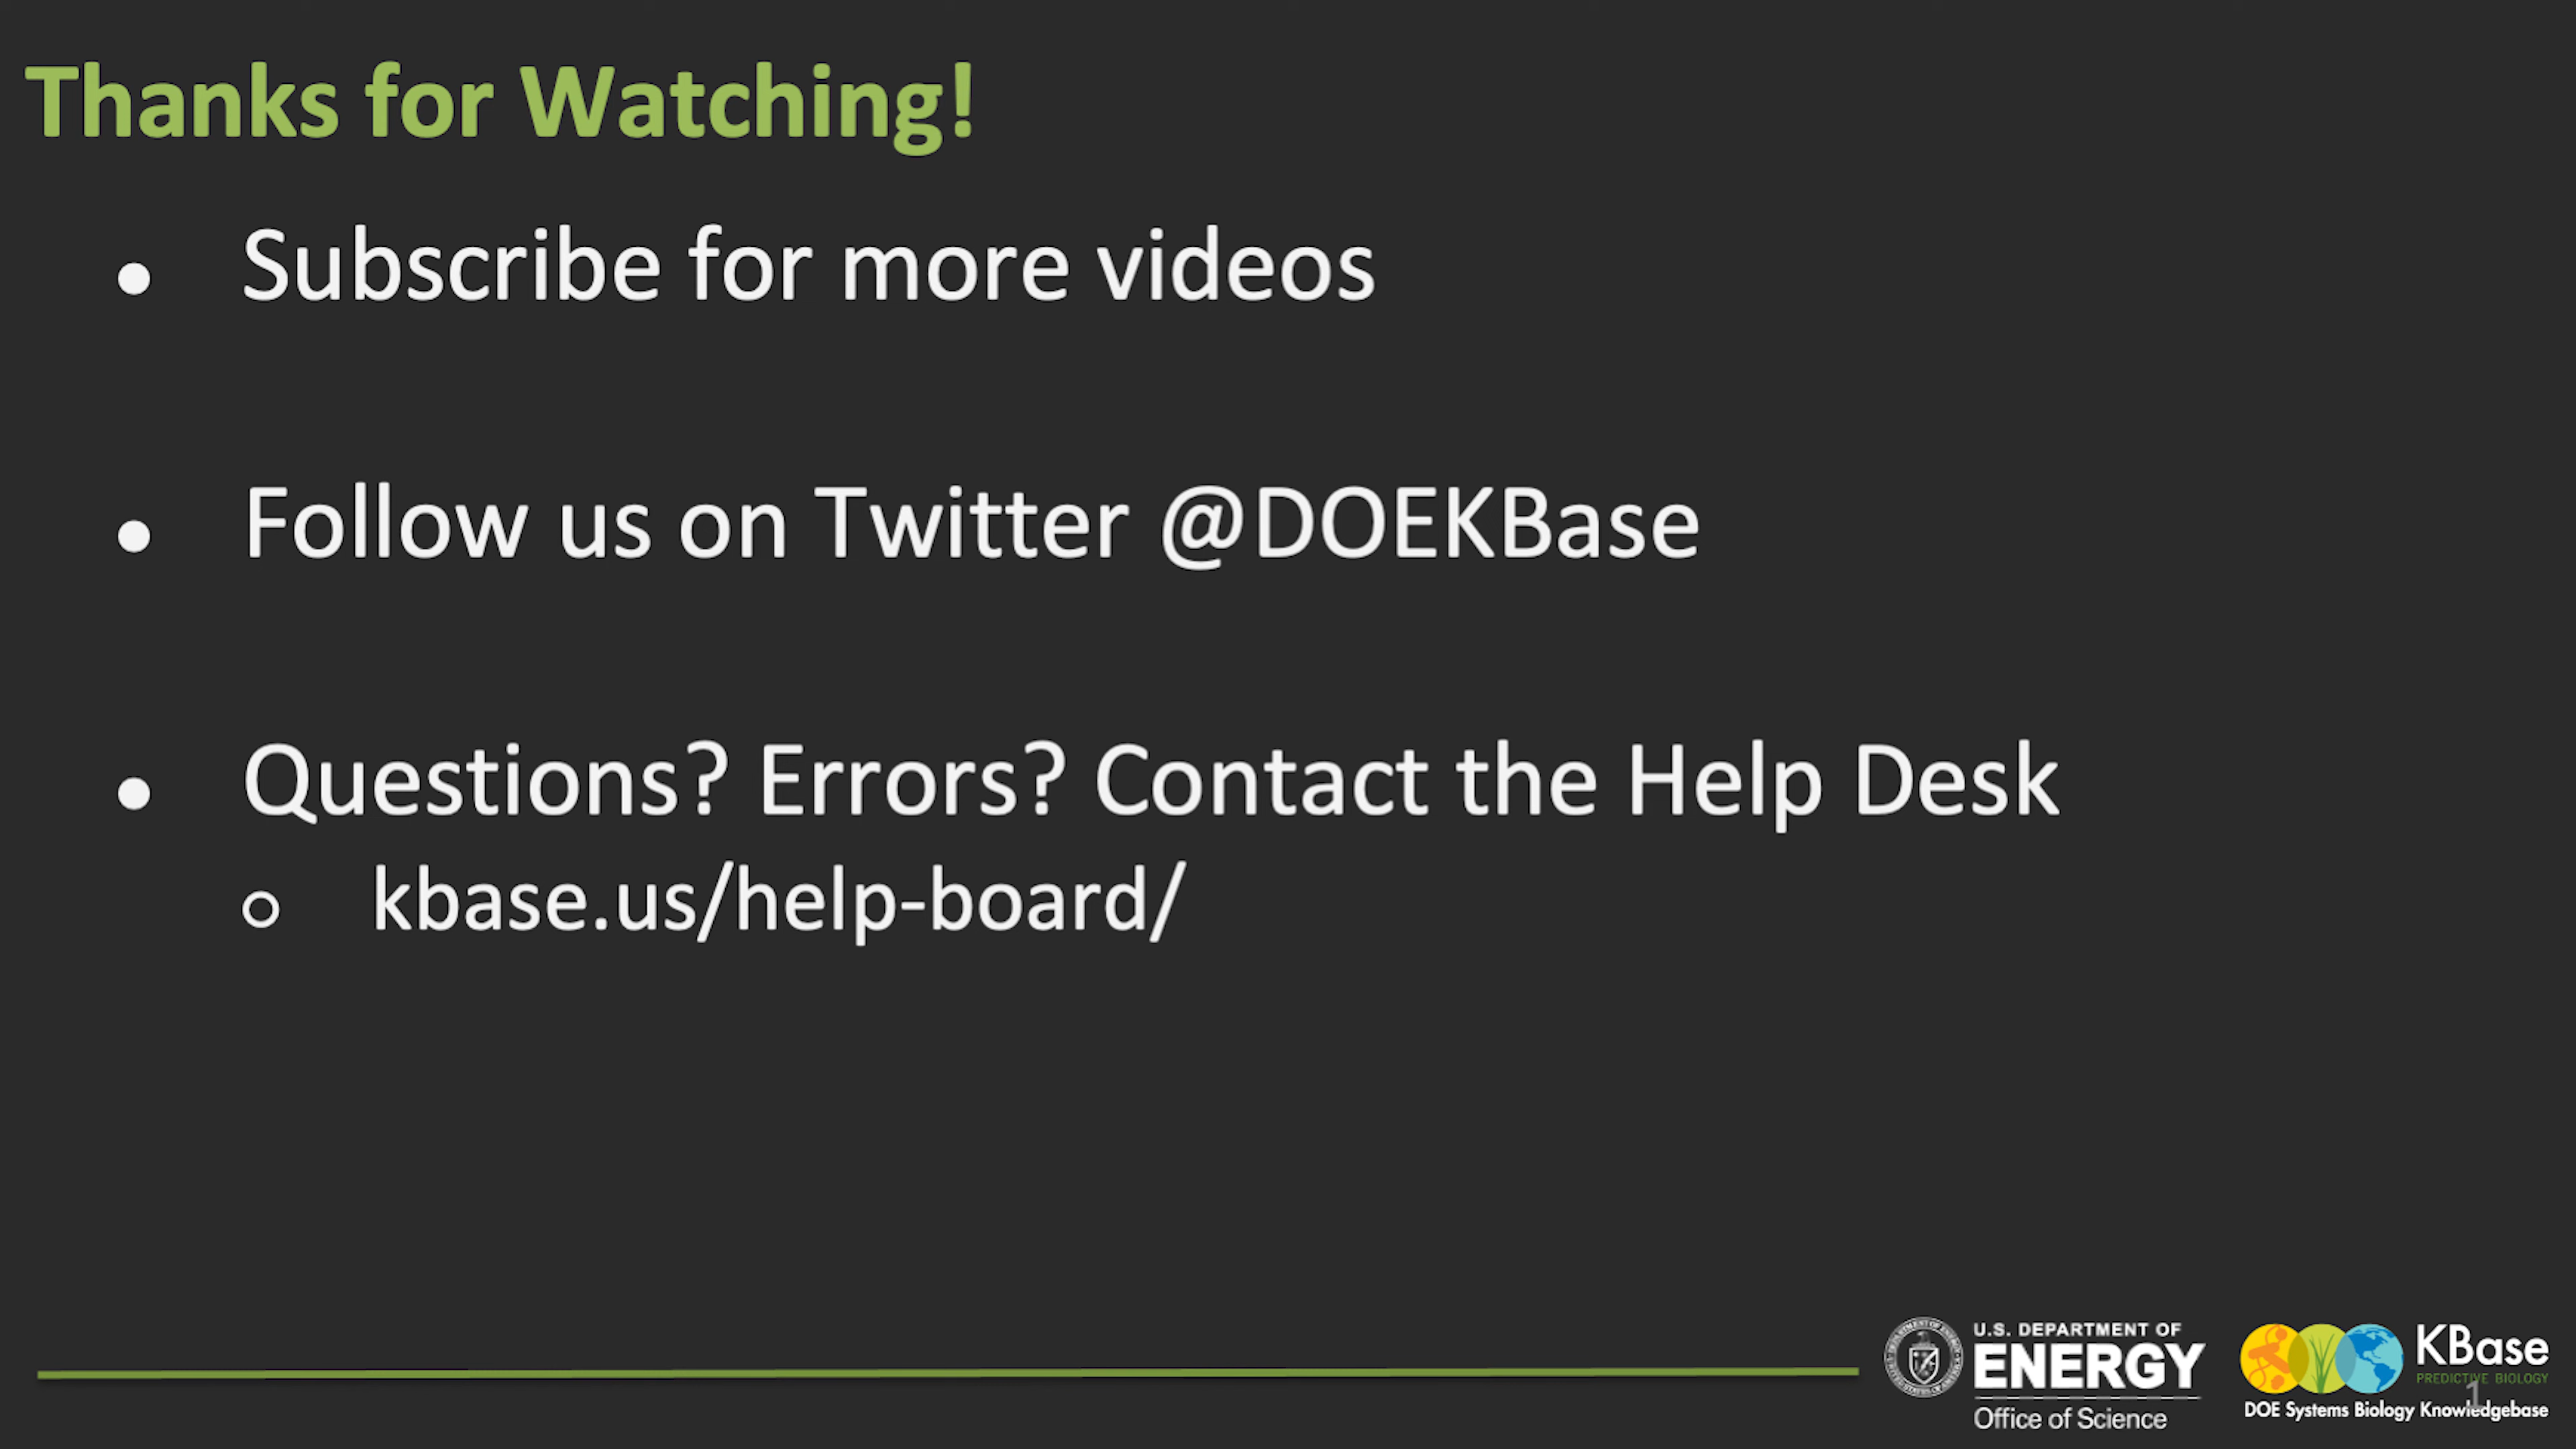 Thanks for Watching!
● Subscribe for more videos
● Follow us on Twitter @DOEKBase
● Questions? Errors? Contact the Help Desk
○ kbase.us/help-board/
U.S. DEPARTMENT OF
ENERGY
Office of Science
KBase
PREDICTIVE BIOLOGY
DOE Systems Biology Knowledgebase
1